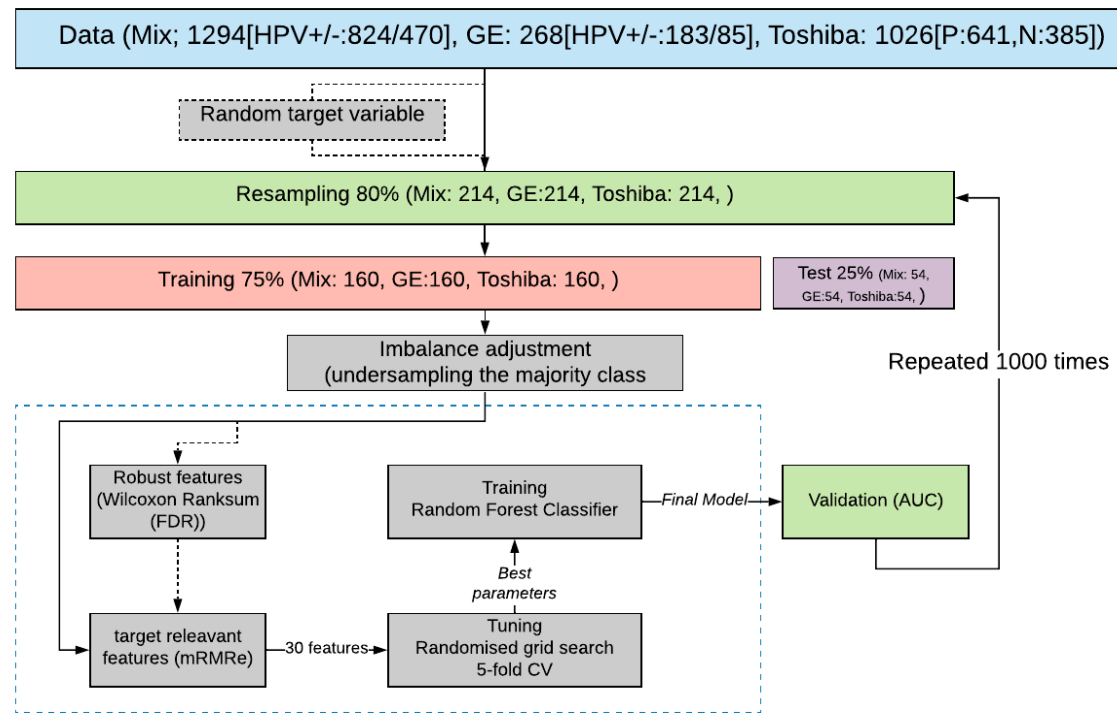 Data (Mix; 1294[HPV+/-:824/470], GE: 268[HPV+/-:183/85], Toshiba: 1026[P:641,N:385])
Random target variable
Resampling 80% (Mix: 214, GE:214, Toshiba: 214, )
Training 75% (Mix: 160, GE:160, Toshiba: 160, )
Test 25% (Mix: 54,
GE:54, Toshiba:54, )
Imbalance adjustment
(undersampling the majority class
Repeated 1000 times
Robust features
(Wilcoxon Ranksum
(FDR))
Training
Random Forest Classifier
Final Model
Validation (AUC)
Best
parameters
target releavant
features (mRMRe)
30 features
Tuning
Randomised grid search
5-fold CV